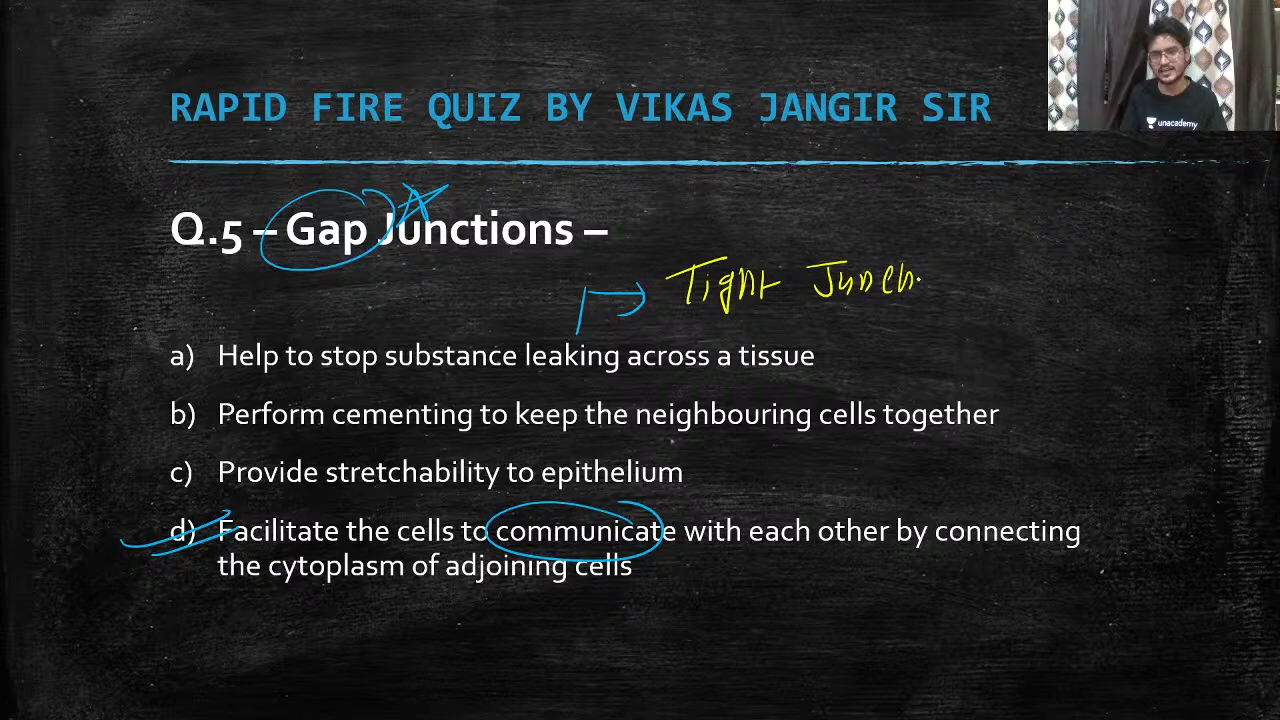 RAPID FIRE QUIZ BY VIKAS JANGIR SIR
unacademy
Q.5 – Gap Junctions –
Tight Junch.
a) Help to stop substance leaking across a tissue
b) Perform cementing to keep the neighbouring cells together
c) Provide stretchability to epithelium
d) Facilitate the cells to communicate with each other by connecting
the cytoplasm of adjoining cells